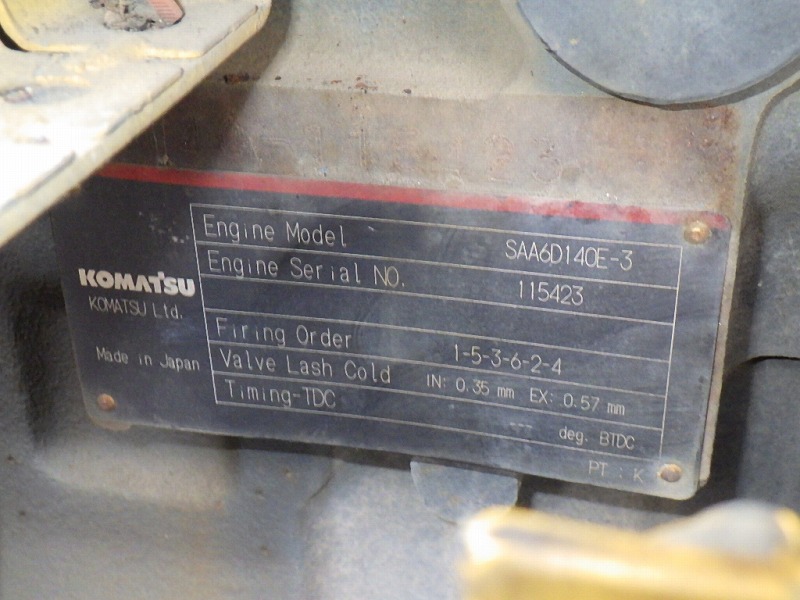 Engine Model SAA6D140E-3
Engine Serial NO. 115423
KOMATSU
KOMATSU Ltd.
Firing Order 1-5-3-6-2-4
Made in Japan
Valve Lash Cold IN: 0.35 mm EX: 0.57 mm
Timing-TDC deg. BTDC
PT : K